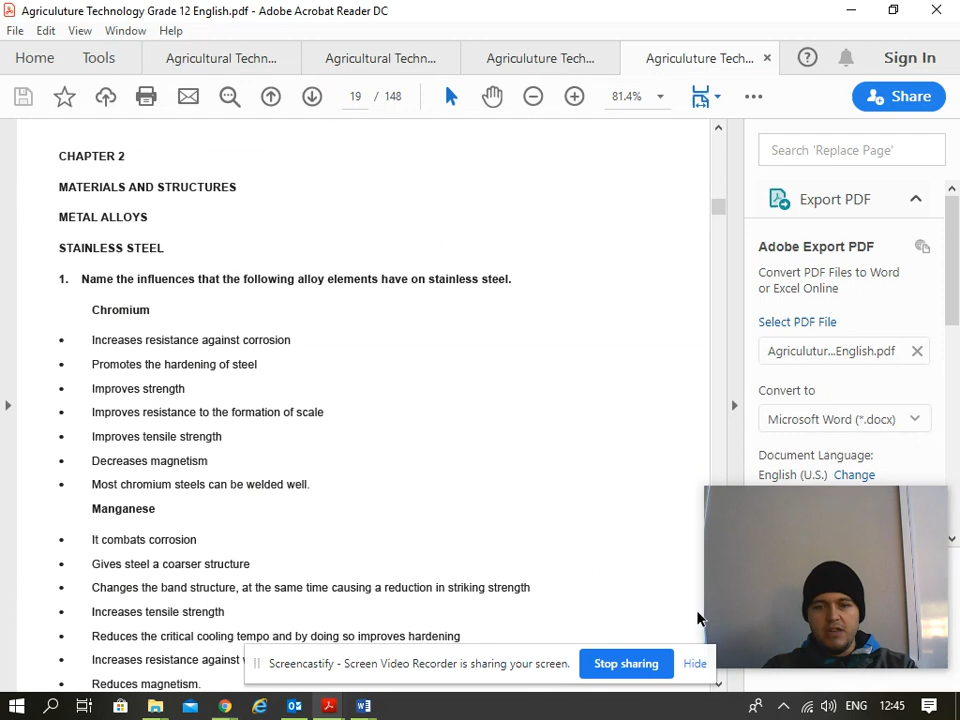 Agriculuture Technology Grade 12 English.pdf - Adobe Acrobat Reader DC
File Edit View Window Help
Home Tools Agricultural Techn... Agricultural Techn... Agriculuture Tech... Agriculuture Tech... × Sign In
19 / 148 81.4% Share
CHAPTER 2
MATERIALS AND STRUCTURES
METAL ALLOYS
STAINLESS STEEL
1. Name the influences that the following alloy elements have on stainless steel.
Chromium
• Increases resistance against corrosion
• Promotes the hardening of steel
• Improves strength
• Improves resistance to the formation of scale
• Improves tensile strength
• Decreases magnetism
• Most chromium steels can be welded well.
Manganese
• It combats corrosion
• Gives steel a coarser structure
• Changes the band structure, at the same time causing a reduction in striking strength
• Increases tensile strength
• Reduces the critical cooling tempo and by doing so improves hardening
• Increases resistance against
• Reduces magnetism.
Search 'Replace Page'
Export PDF
Adobe Export PDF
Convert PDF Files to Word
or Excel Online
Select PDF File
Agriculutur...English.pdf
Convert to
Microsoft Word (*.docx)
Document Language:
English (U.S.) Change
Screencastify - Screen Video Recorder is sharing your screen. Stop sharing Hide
ENG 12:45